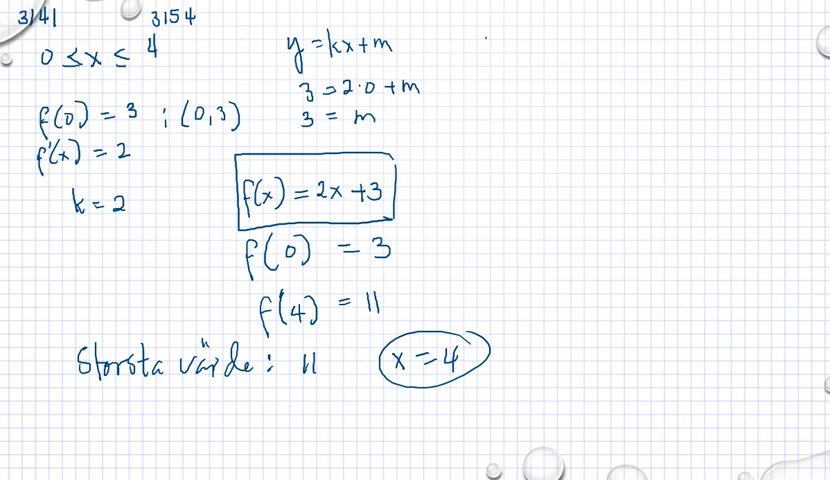 3141 3154
0 ≤ x ≤ 4
y = kx + m
3 = 2·0 + m
f(0) = 3 ; (0,3)
3 = m
f'(x) = 2
k = 2
f(x) = 2x + 3
f(0) = 3
f(4) = 11
Största värde : 11 x = 4